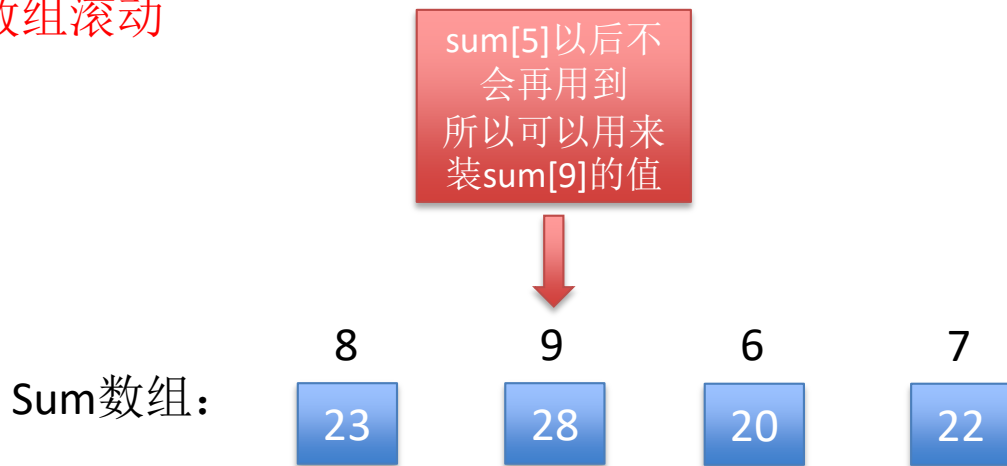 数组滚动
sum[5]以后不
会再用到
所以可以用来
装sum[9]的值
8 9 6 7
Sum数组：
23 28 20 22